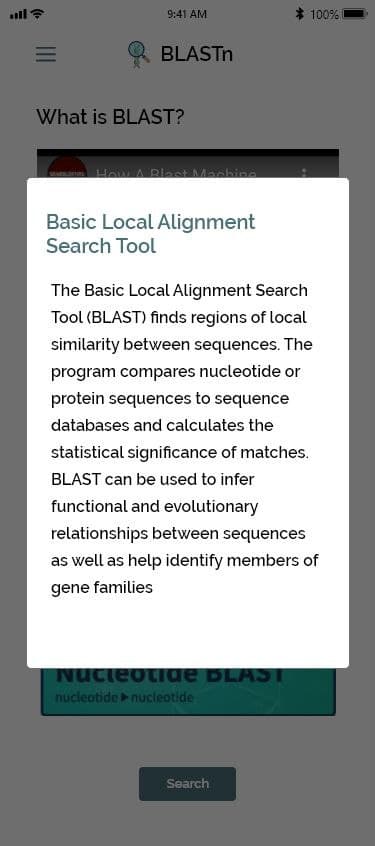 9:41 AM
100%
BLASTn
What is BLAST?
How A Blast Machine
Basic Local Alignment
Search Tool
The Basic Local Alignment Search
Tool (BLAST) finds regions of local
similarity between sequences. The
program compares nucleotide or
protein sequences to sequence
databases and calculates the
statistical significance of matches.
BLAST can be used to infer
functional and evolutionary
relationships between sequences
as well as help identify members of
gene families
Nucleotide BLAST
nucleotide ▶ nucleotide
Search